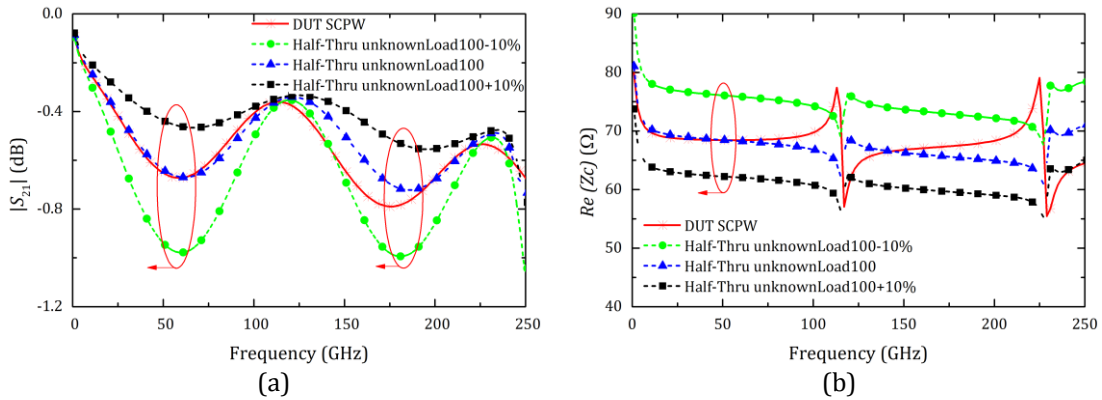 DUT SCPW
Half-Thru unknownLoad100-10%
Half-Thru unknownLoad100
Half-Thru unknownLoad100+10%
0.0
-0.4
-0.8
-1.2
|S21| (dB)
0
50
100
150
200
250
Frequency (GHz)
(a)
90
80
70
60
50
40
Re (Zc) (Ω)
DUT SCPW
Half-Thru unknownLoad100-10%
Half-Thru unknownLoad100
Half-Thru unknownLoad100+10%
0
50
100
150
200
250
Frequency (GHz)
(b)